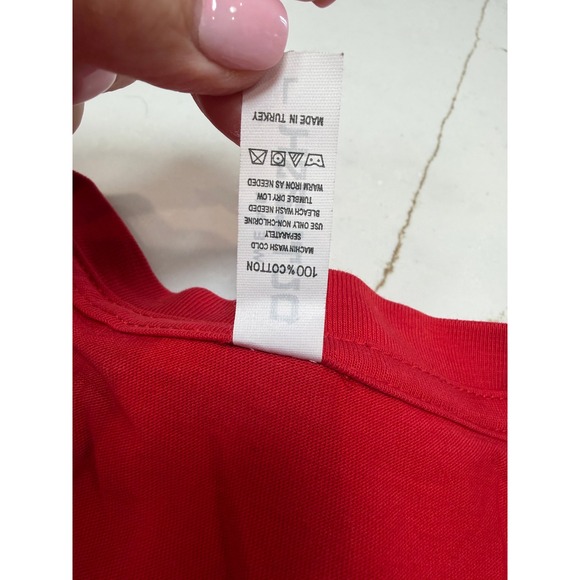 100%COTTON
MACHIN WASH COLD
SEPARATELY
USE ONLY NON-CHLORINE
BLEACH WASH NEEDED
TUMBLE DRY LOW
WARM IRON AS NEEDED
MADE IN TURKEY